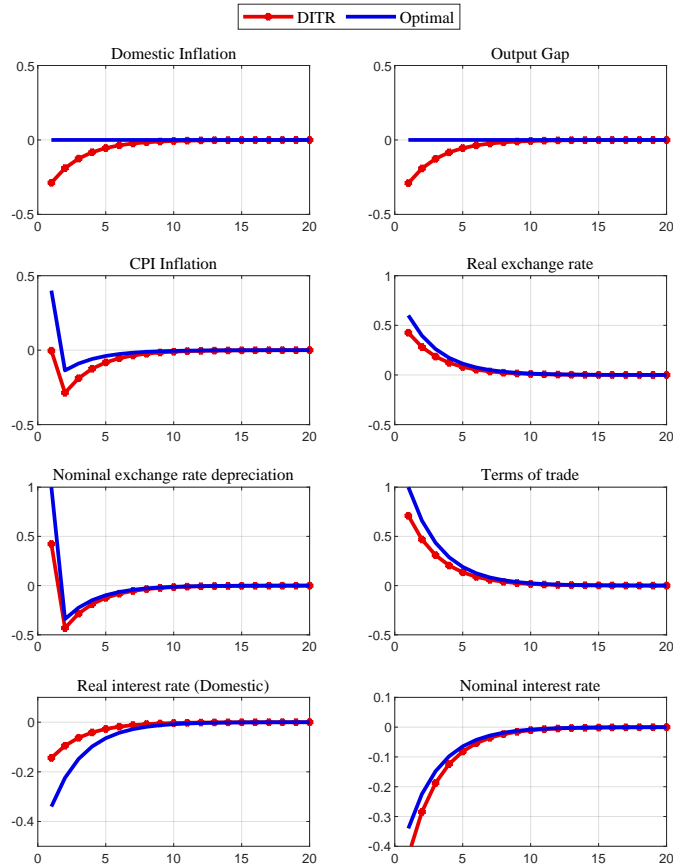 DITR Optimal
Domestic Inflation
0.5
0
-0.5
0 5 10 15 20
Output Gap
0.5
0
-0.5
0 5 10 15 20
CPI Inflation
0.5
0
-0.5
0 5 10 15 20
Real exchange rate
1
0.5
0
-0.5
0 5 10 15 20
Nominal exchange rate depreciation
1
0.5
0
-0.5
0 5 10 15 20
Terms of trade
1
0.5
0
-0.5
0 5 10 15 20
Real interest rate (Domestic)
0
-0.2
-0.4
0 5 10 15 20
Nominal interest rate
0.1
0
-0.1
-0.2
-0.3
-0.4
0 5 10 15 20